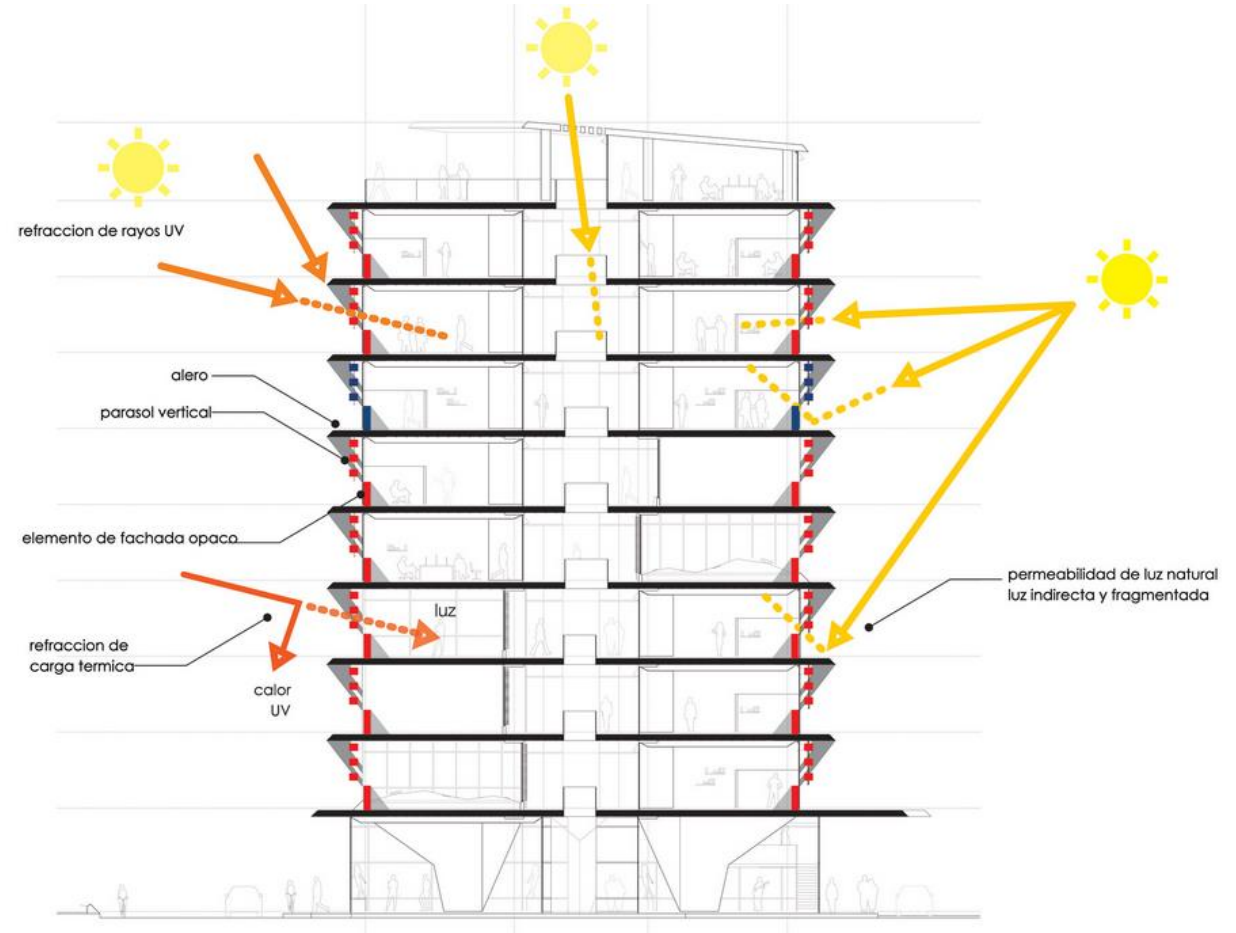 refraccion de rayos UV
alero
parasol vertical
elemento de fachada opaco
luz
refraccion de
carga termica
calor
UV
permeabilidad de luz natural
luz indirecta y fragmentada